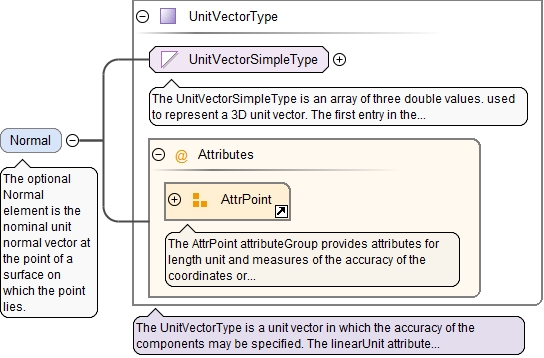 UnitVectorType
UnitVectorSimpleType
The UnitVectorSimpleType is an array of three double values. used
to represent a 3D unit vector. The first entry in the...
Normal
The optional
Normal
element is the
nominal unit
normal vector at
the point of a
surface on
which the point
lies.
@ Attributes
AttrPoint
The AttrPoint attributeGroup provides attributes for
length unit and measures of the accuracy of the
coordinates or...
The UnitVectorType is a unit vector in which the accuracy of the
components may be specified. The linearUnit attribute...